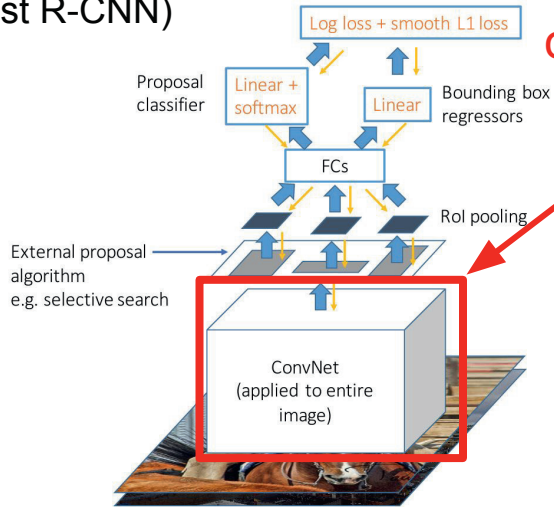 st R-CNN)
Log loss + smooth L1 loss
Proposal
classifier
Linear +
softmax
Linear
Bounding box
regressors
FCs
RoI pooling
External proposal
algorithm
e.g. selective search
ConvNet
(applied to entire
image)